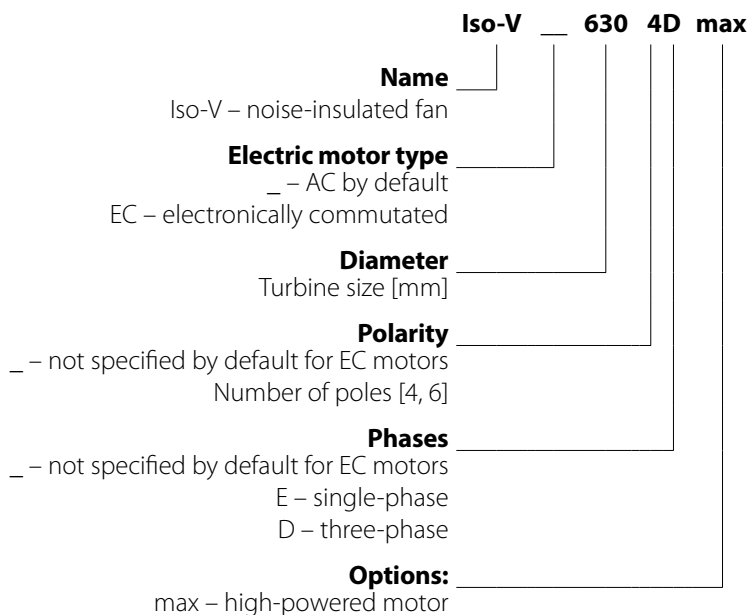 Iso-V __ 630 4D max
Name
Iso-V – noise-insulated fan
Electric motor type
_ – AC by default
EC – electronically commutated
Diameter
Turbine size [mm]
Polarity
_ – not specified by default for EC motors
Number of poles [4, 6]
Phases
_ – not specified by default for EC motors
E – single-phase
D – three-phase
Options:
max – high-powered motor